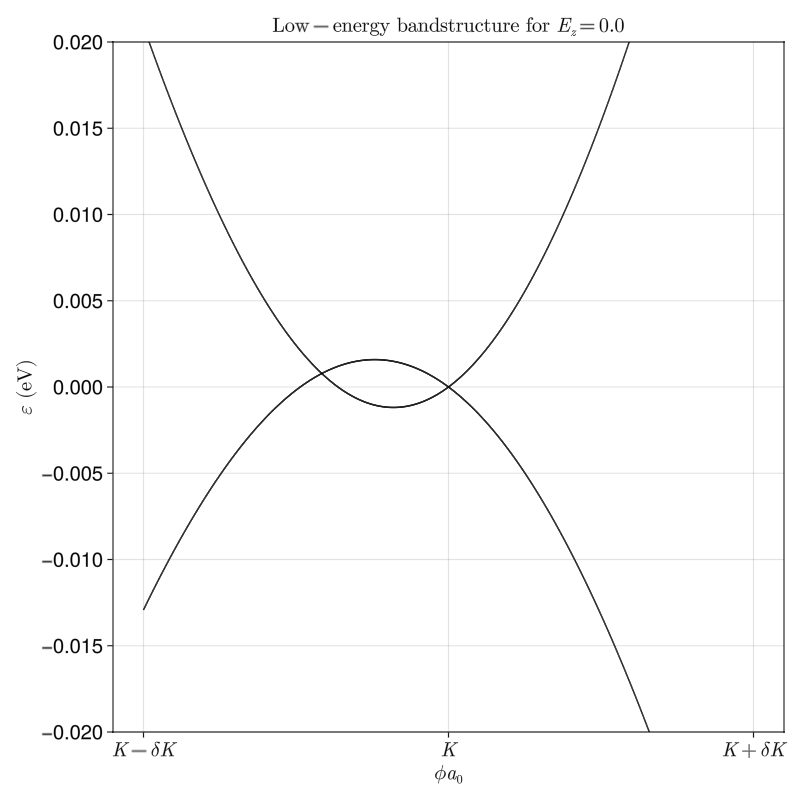 Low − energy bandstructure for E_z = 0.0
0.020
0.015
0.010
0.005
0.000
−0.005
−0.010
−0.015
−0.020
ε (eV)
K − δK
K
K + δK
ϕa_0